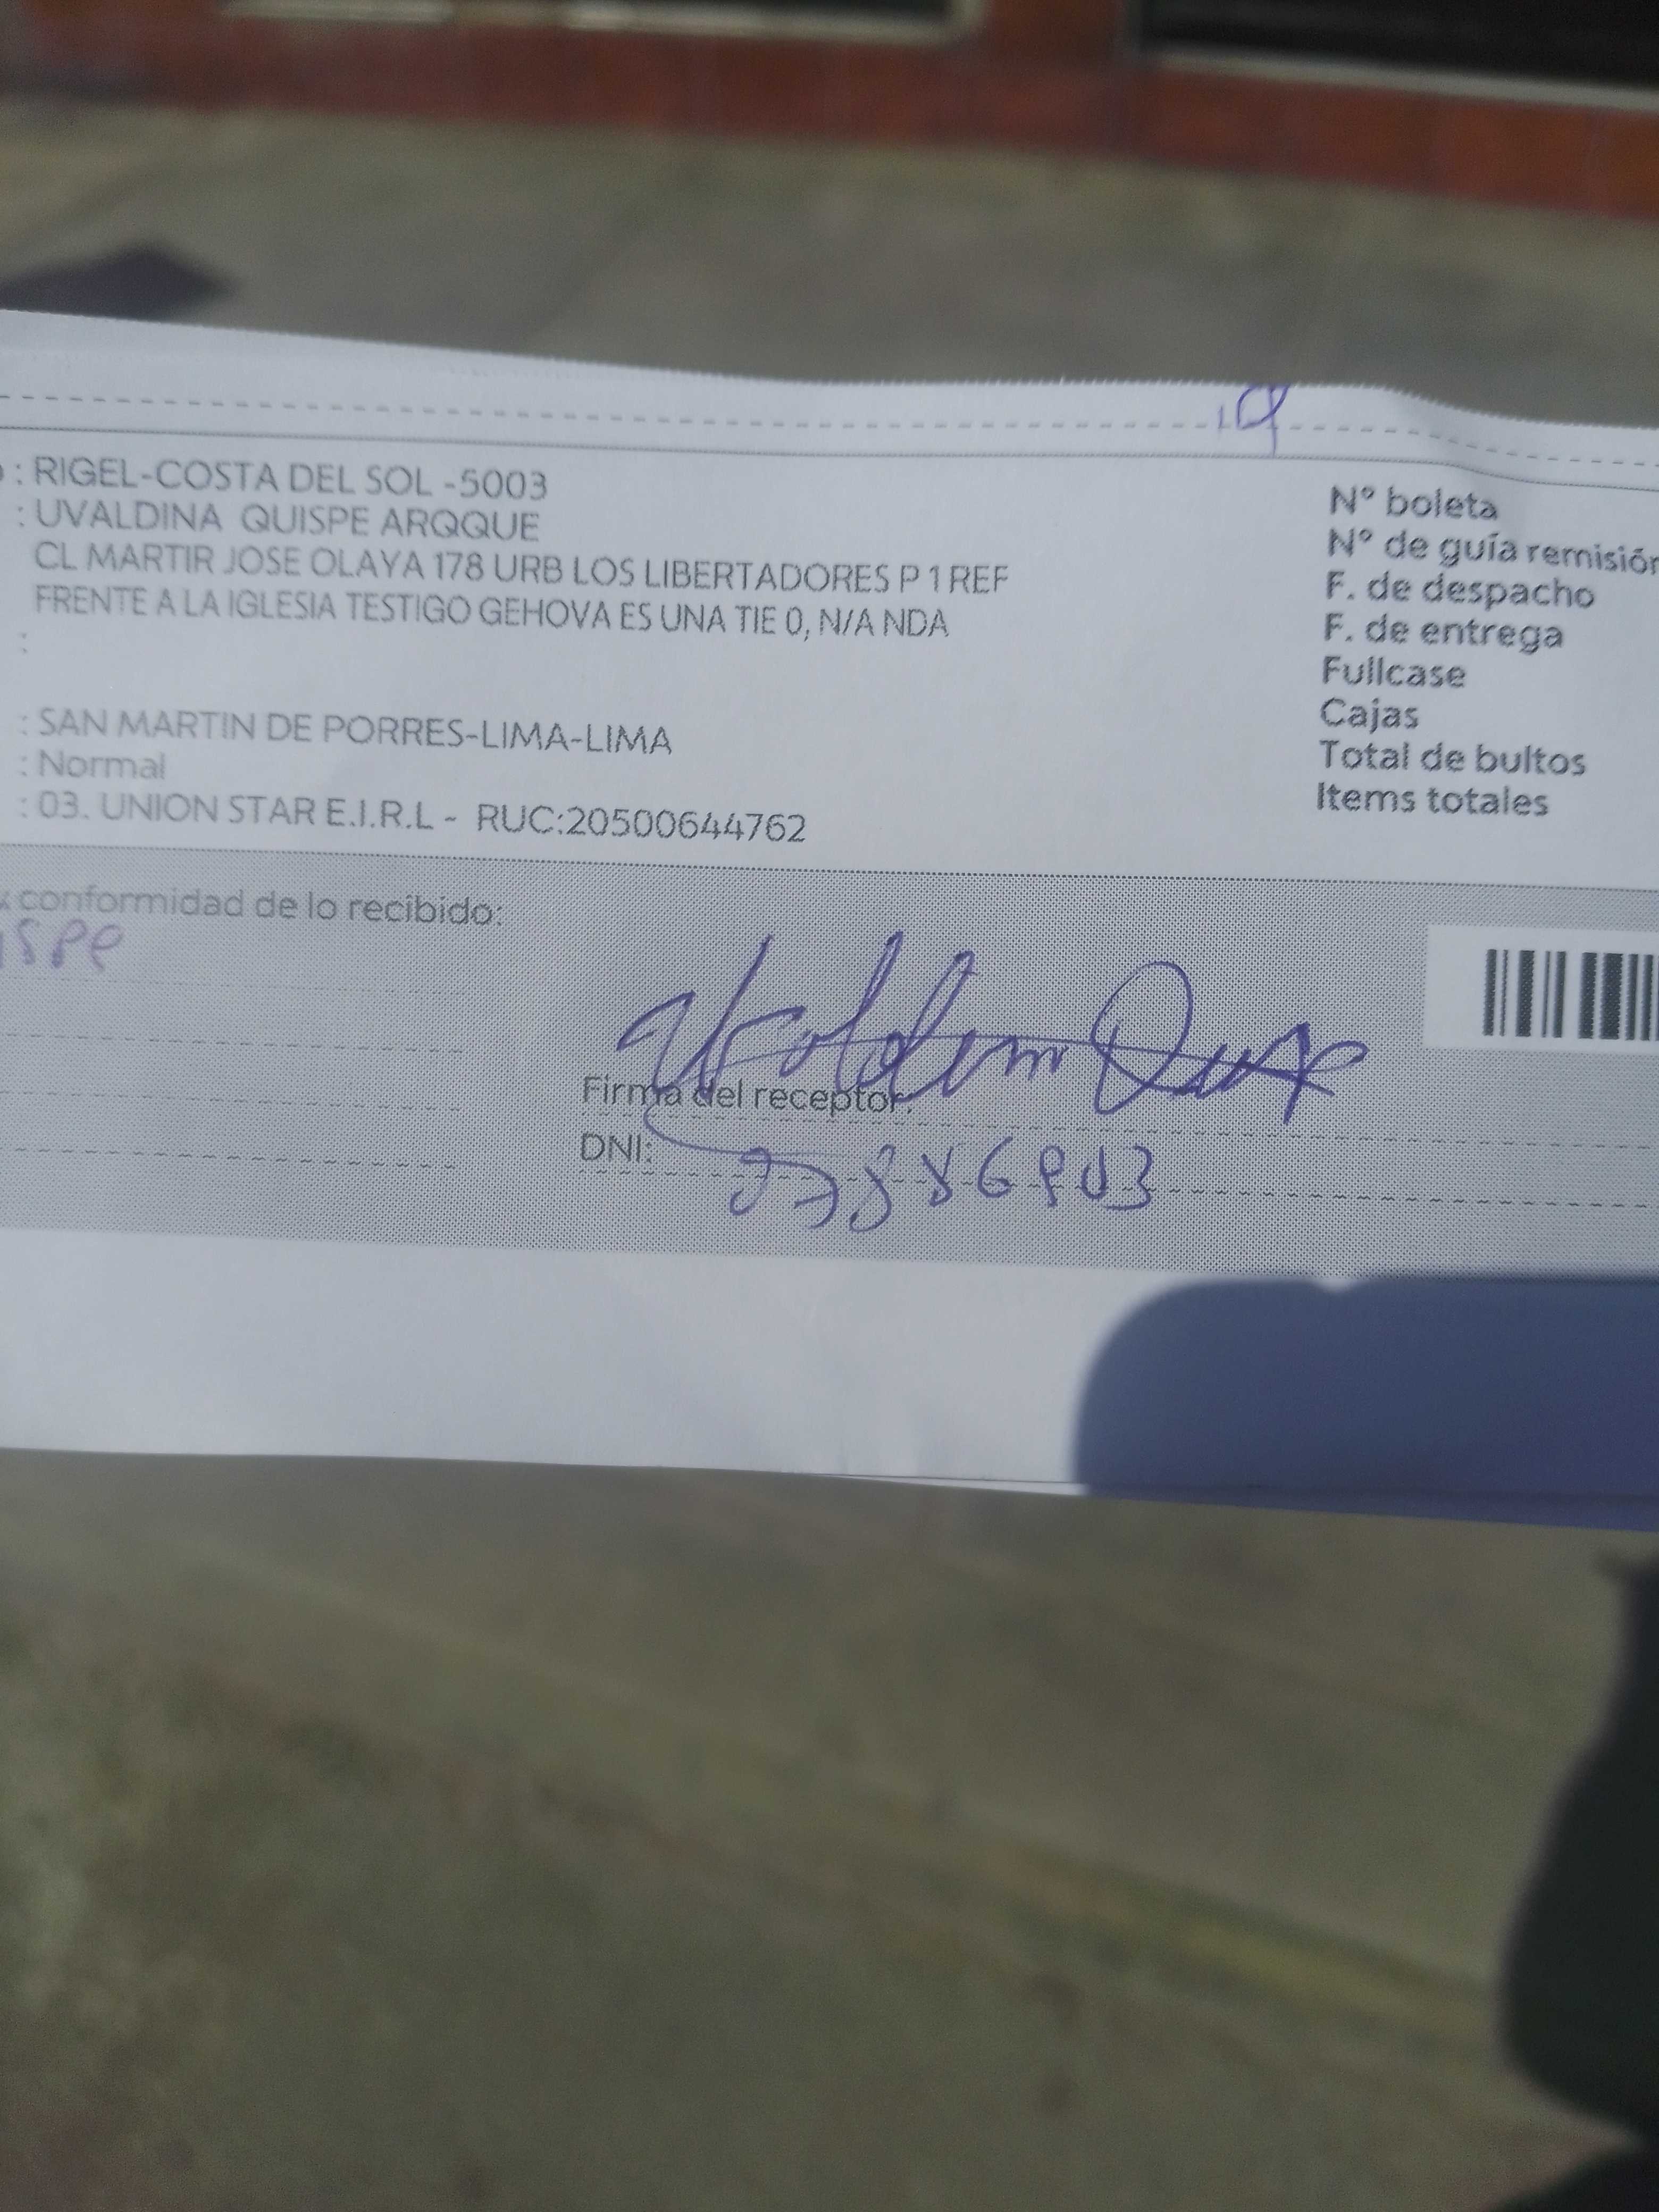 : RIGEL-COSTA DEL SOL -5003
: UVALDINA QUISPE ARQQUE
CL MARTIR JOSE OLAYA 178 URB LOS LIBERTADORES P 1 REF
FRENTE A LA IGLESIA TESTIGO GEHOVA ES UNA TIE 0, N/A NDA
:
: SAN MARTIN DE PORRES-LIMA-LIMA
: Normal
: 03. UNION STAR E.I.R.L - RUC:20500644762
Nº boleta
Nº de guía remisión
F. de despacho
F. de entrega
Fullcase
Cajas
Total de bultos
Items totales
y conformidad de lo recibido:
Firma del receptor:
DNI: